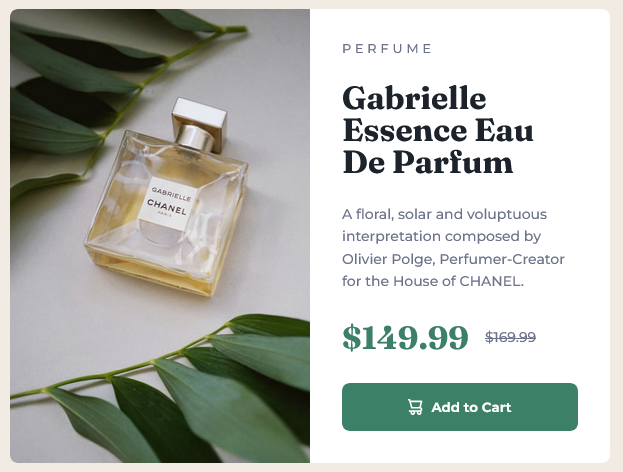 GABRIELLE
CHANEL
PARIS
PERFUME
Gabrielle
Essence Eau
De Parfum
A floral, solar and voluptuous
interpretation composed by
Olivier Polge, Perfumer-Creator
for the House of CHANEL.
$149.99 $169.99
Add to Cart